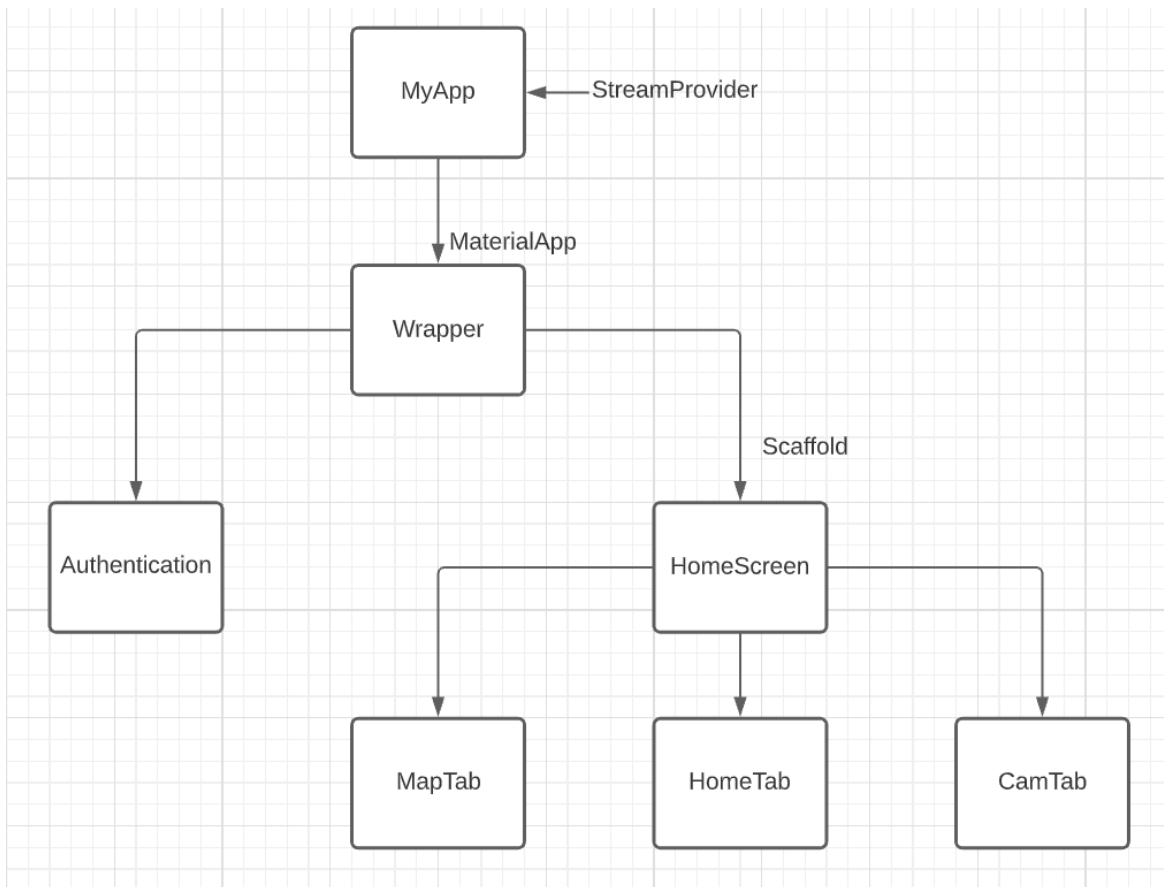 MyApp
StreamProvider
MaterialApp
Wrapper
Scaffold
Authentication
HomeScreen
MapTab
HomeTab
CamTab